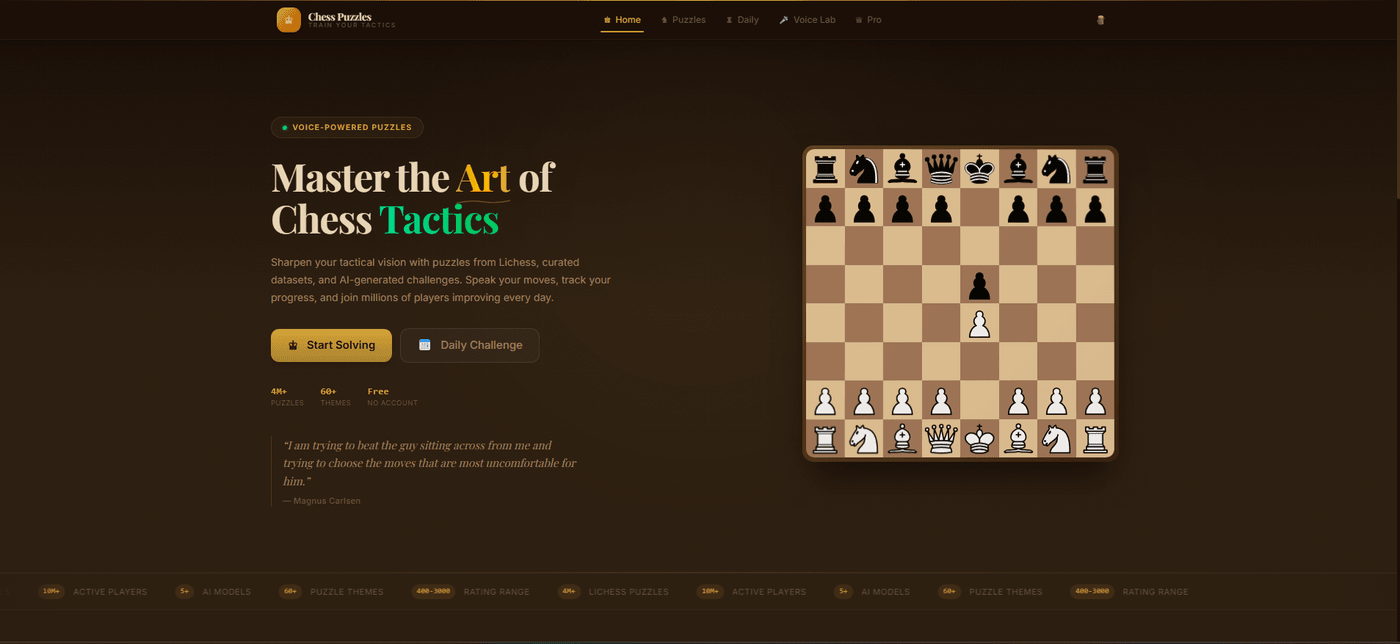 Chess Puzzles
TRAIN YOUR TACTICS
Home
Puzzles
Daily
Voice Lab
Pro
VOICE-POWERED PUZZLES
Master the Art of
Chess Tactics
Sharpen your tactical vision with puzzles from Lichess, curated
datasets, and AI-generated challenges. Speak your moves, track your
progress, and join millions of players improving every day.
Start Solving
Daily Challenge
4M+
PUZZLES
60+
THEMES
Free
NO ACCOUNT
“I am trying to beat the guy sitting across from me and
trying to choose the moves that are most uncomfortable for
him.”
— Magnus Carlsen
10M+ ACTIVE PLAYERS 5+ AI MODELS 60+ PUZZLE THEMES 400-3000 RATING RANGE 4M+ LICHESS PUZZLES 10M+ ACTIVE PLAYERS 5+ AI MODELS 60+ PUZZLE THEMES 400-3000 RATING RANGE